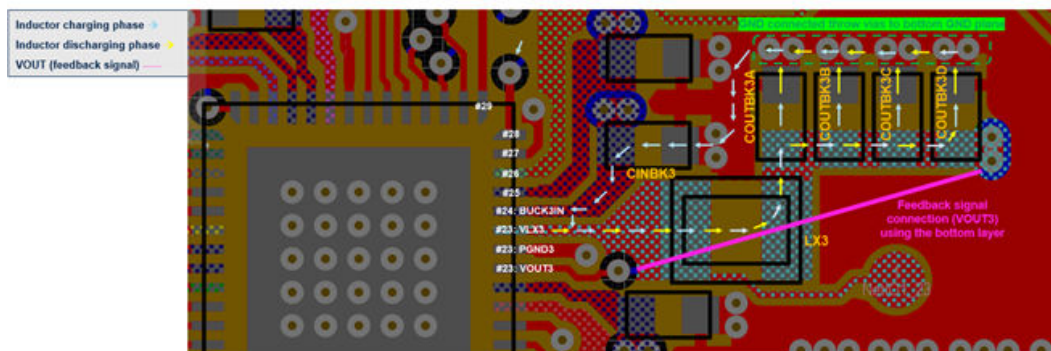 Inductor charging phase
Inductor discharging phase
VOUT (feedback signal)
GND connected throw vias to bottom GND plane
#29
#28
#27
#26
#25
#24: BUCK3IN
#23: VLX3
#23: PGND3
#23: VOUT3
CINBK3
COUTBK3A
COUTBK3B
COUTBK3C
COUTBK3D
LX3
Feedback signal
connection (VOUT3)
using the bottom layer